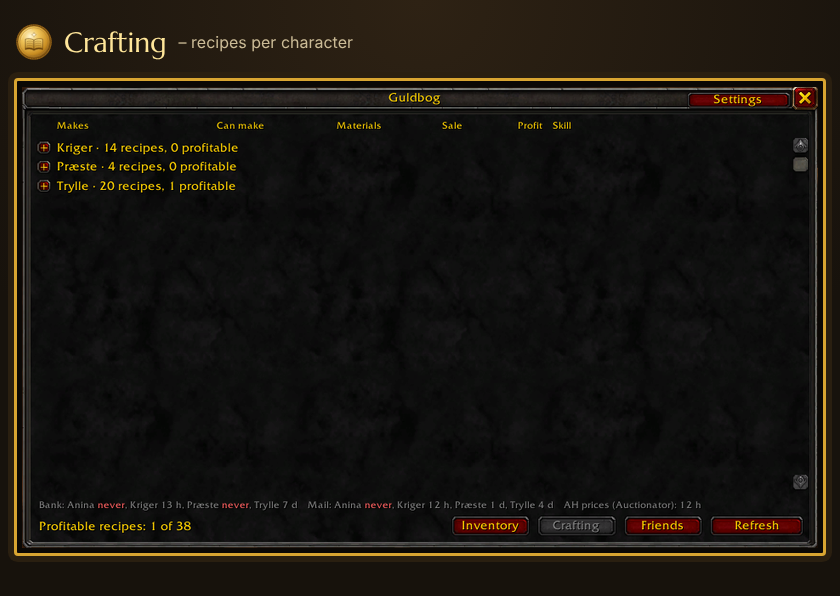 Crafting – recipes per character
Guldbog
Settings
Makes Can make Materials Sale Profit Skill
Kriger · 14 recipes, 0 profitable
Præste · 4 recipes, 0 profitable
Trylle · 20 recipes, 1 profitable
Bank: Anina never, Kriger 13 h, Præste never, Trylle 7 d Mail: Anina never, Kriger 12 h, Præste 1 d, Trylle 4 d AH prices (Auctionator): 12 h
Profitable recipes: 1 of 38
Inventory Crafting Friends Refresh